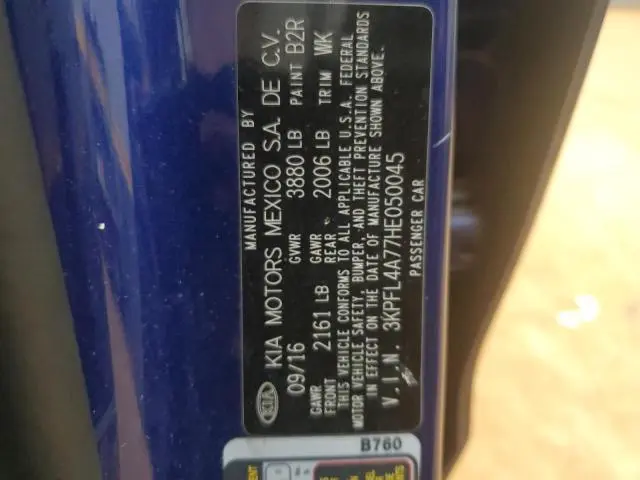 MANUFACTURED BY
KIA KIA MOTORS MEXICO S.A. DE C.V.
09/16 GVWR 3880 LB PAINT B2R
GAWR FRONT 2161 LB GAWR REAR 2006 LB TRIM WK
THIS VEHICLE CONFORMS TO ALL APPLICABLE U.S.A. FEDERAL
MOTOR VEHICLE SAFETY, BUMPER, AND THEFT PREVENTION STANDARDS
IN EFFECT ON THE DATE OF MANUFACTURE SHOWN ABOVE.
V.I.N. 3KPFL4A77HE050045
PASSENGER CAR
B760